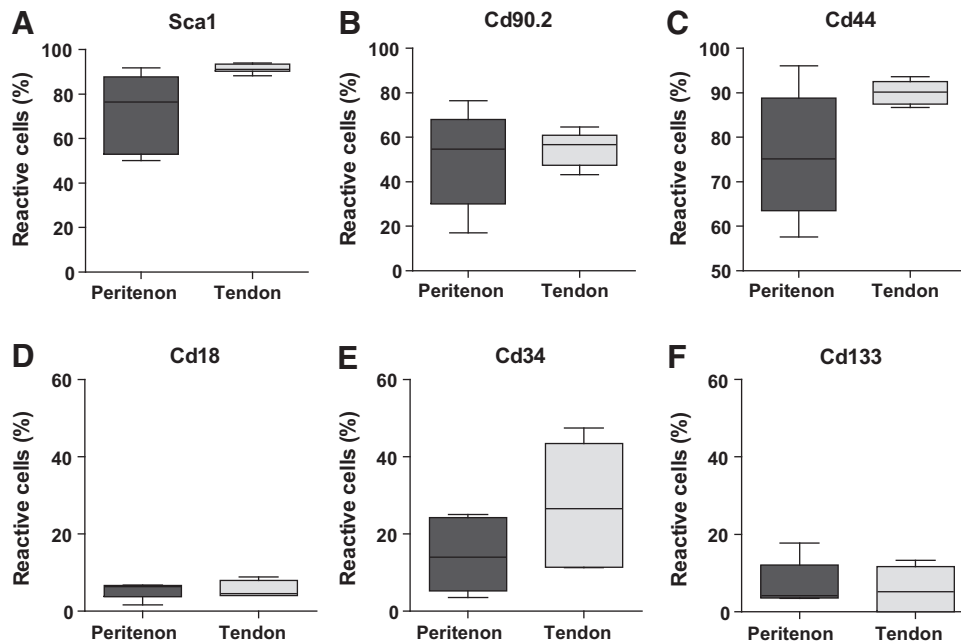 A Sca1
Reactive cells (%)
100
80
60
40
20
0
Peritenon Tendon
B Cd90.2
Reactive cells (%)
100
80
60
40
20
0
Peritenon Tendon
C Cd44
Reactive cells (%)
100
90
80
70
60
50
Peritenon Tendon
D Cd18
Reactive cells (%)
60
40
20
0
Peritenon Tendon
E Cd34
Reactive cells (%)
60
40
20
0
Peritenon Tendon
F Cd133
Reactive cells (%)
60
40
20
0
Peritenon Tendon